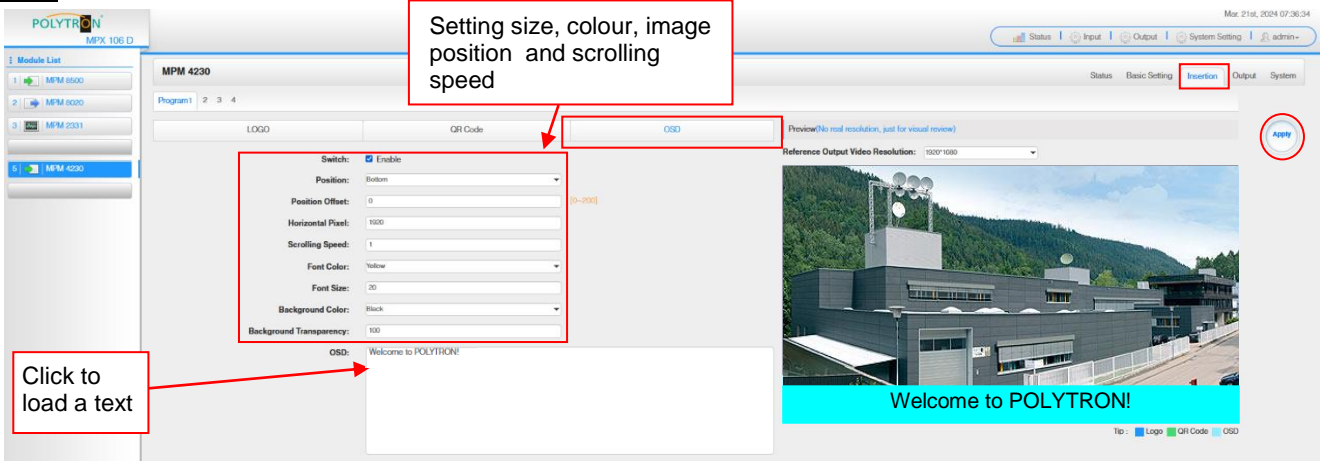 POLYTRON
MPX 106 D
Mar. 21st, 2024 07:36:34
Status | Input | Output | System Setting | admin
Setting size, colour, image
position and scrolling
speed
Module List
1 MPM 8500
2 MPM 6020
3 MPM 2331
5 MPM 4230
MPM 4230
Status Basic Setting Insertion Output System
Program1 2 3 4
LOGO QR Code OSD
Preview(No real resolution, just for visual review)
Apply
Reference Output Video Resolution: 1920*1080
Switch: Enable
Position: Bottom
Position Offset: 0 [0~200]
Horizontal Pixel: 1920
Scrolling Speed: 1
Font Color: Yellow
Font Size: 20
Background Color: Black
Background Transparency: 100
OSD: Welcome to POLYTRON!
Click to
load a text
Welcome to POLYTRON!
Tip : Logo QR Code OSD